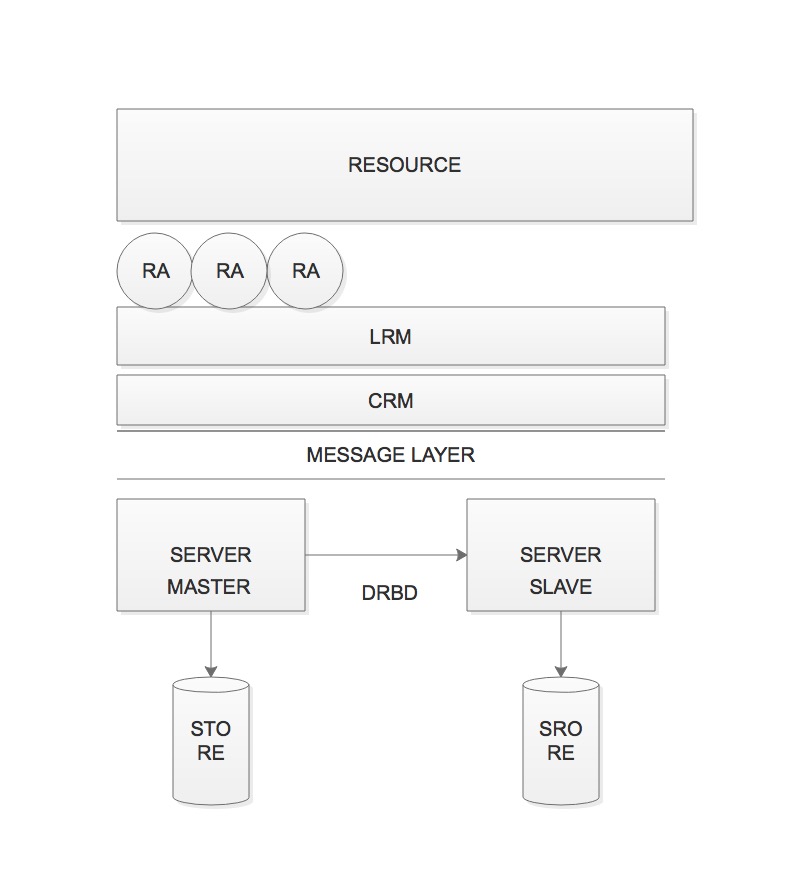 RESOURCE
RA RA RA
LRM
CRM
MESSAGE LAYER
SERVER
MASTER
DRBD
SERVER
SLAVE
STO
RE
SRO
RE